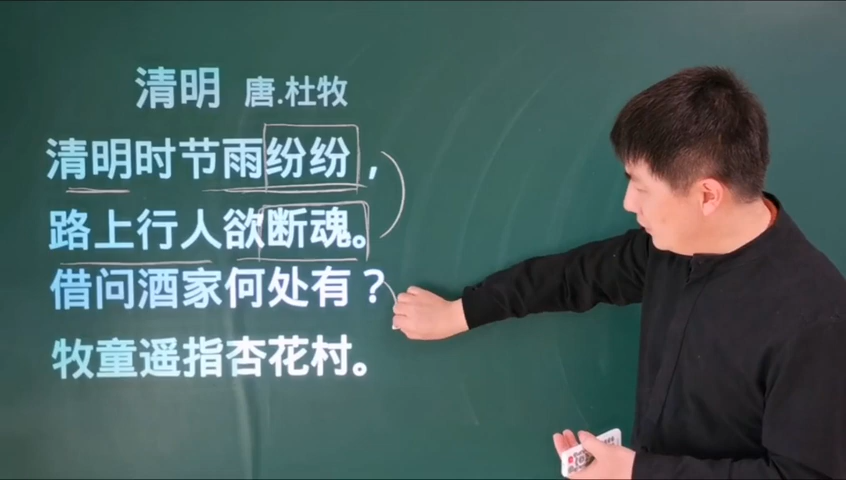 清明 唐.杜牧
清明时节雨纷纷，
路上行人欲断魂。
借问酒家何处有？
牧童遥指杏花村。